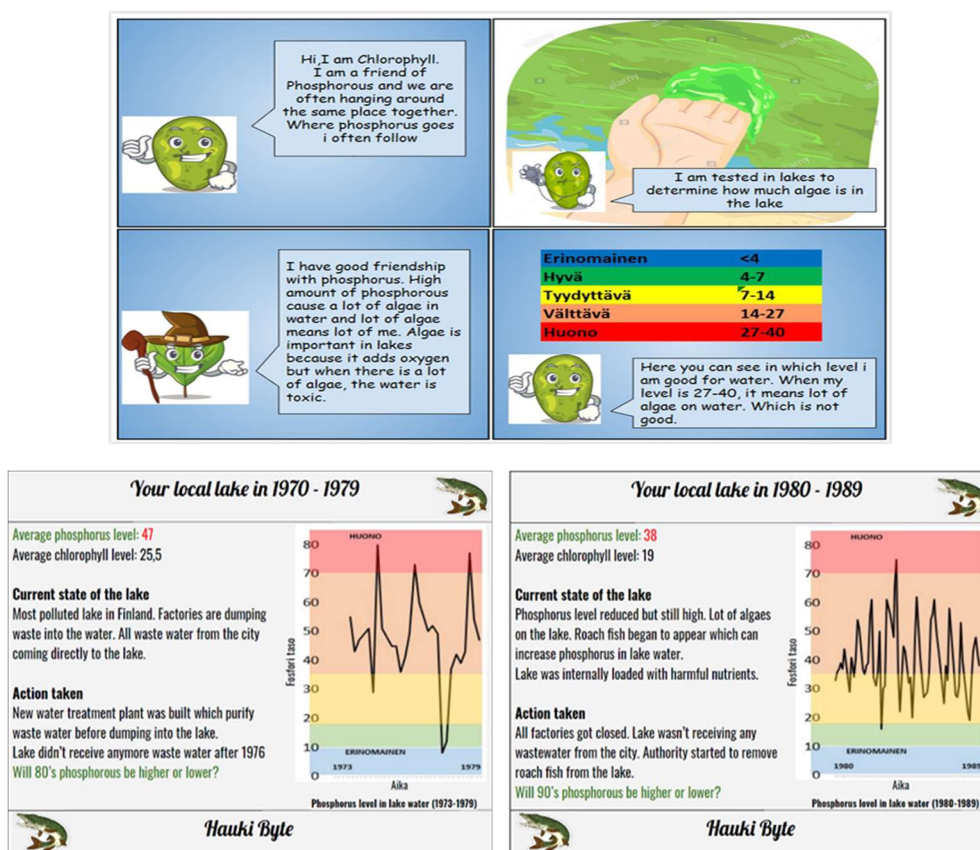 Hi,I am Chlorophyll.
I am a friend of
Phosphorous and we are
often hanging around
the same place together.
Where phosphorus goes
i often follow
alamy
alamy
alamy
alamy
I am tested in lakes to
determine how much algae is in
the lake
I have good friendship
with phosphorus. High
amount of phosphorous
cause a lot of algae in
water and lot of algae
means lot of me. Algae is
important in lakes
because it adds oxygen
but when there is a lot
of algae, the water is
toxic.
Erinomainen <4
Hyvä 4-7
Tyydyttävä 7-14
Välttävä 14-27
Huono 27-40
Here you can see in which level i
am good for water. When my
level is 27-40, it means lot of
algae on water. Which is not
good.
Your local lake in 1970 - 1979
Average phosphorus level: 47
Average chlorophyll level: 25,5
Current state of the lake
Most polluted lake in Finland. Factories are dumping
waste into the water. All waste water from the city
coming directly to the lake.
Action taken
New water treatment plant was built which purify
waste water before dumping into the lake.
Lake didn't receive anymore waste water after 1976
Will 80's phosphorous be higher or lower?
HUONO
80
70
60
50
40
30
20
10
0
Fosfori taso
ERINOMAINEN
1973 1979
Aika
Phosphorus level in lake water (1973-1979)
Hauki Byte
Your local lake in 1980 - 1989
Average phosphorus level: 38
Average chlorophyll level: 19
Current state of the lake
Phosphorus level reduced but still high. Lot of algaes
on the lake. Roach fish began to appear which can
increase phosphorus in lake water.
Lake was internally loaded with harmful nutrients.
Action taken
All factories got closed. Lake wasn't receiving any
wastewater from the city. Authority started to remove
roach fish from the lake.
Will 90's phosphorous be higher or lower?
HUONO
80
70
60
50
40
30
20
10
0
Fosfori taso
ERINOMAINEN
1980 1989
Aika
Phosphorus level in lake water (1980-1989)
Hauki Byte